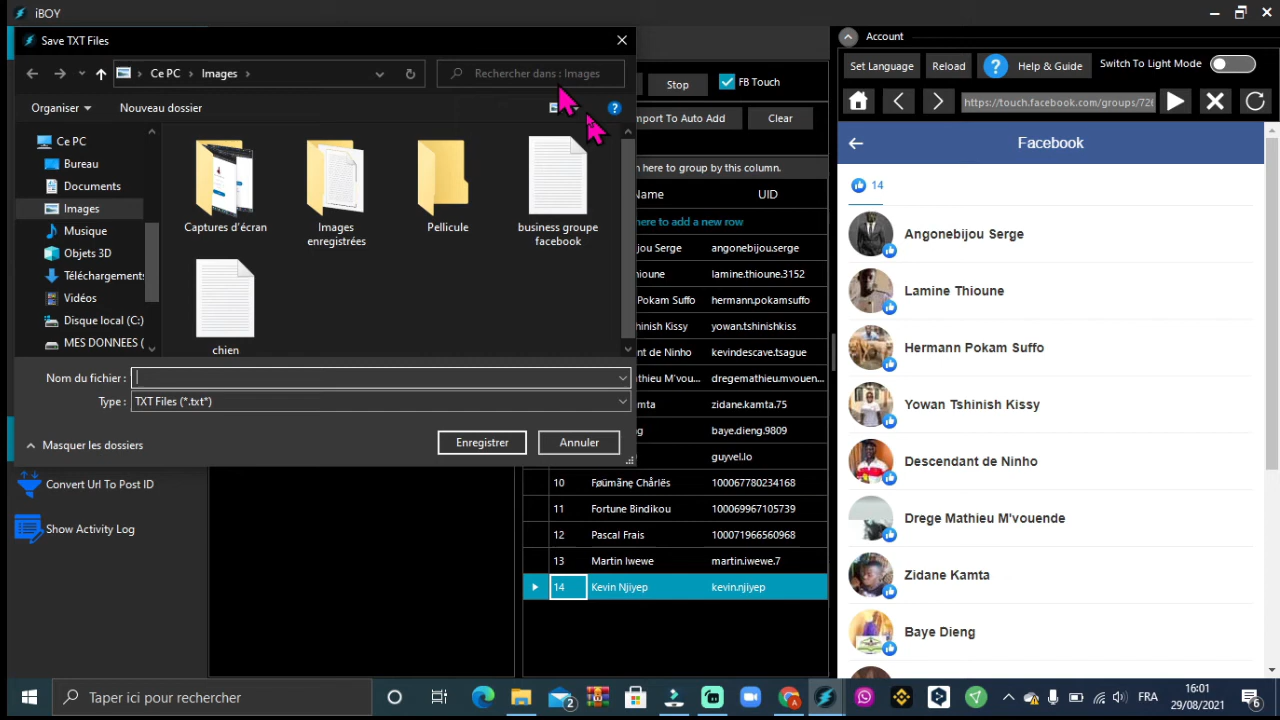 iBOY
Save TXT Files
Ce PC
Images
Rechercher dans : Images
Organiser
Nouveau dossier
Ce PC
Bureau
Documents
Images
Musique
Objets 3D
Téléchargements
Vidéos
Disque local (C:)
MES DONNEES (
Captures d'écran
Images
enregistrées
Pellicule
business groupe
facebook
chien
Nom du fichier :
Type :
TXT Files (*.txt*)
Masquer les dossiers
Enregistrer
Annuler
Convert Url To Post ID
Show Activity Log
Stop
FB Touch
mport To Auto Add
Clear
n here to group by this column.
Name
UID
here to add a new row
ou Serge
angonebijou.serge
hioune
lamine.thioune.3152
Pokam Suffo
hermann.pokamsuffo
hinish Kissy
yowan.tshinishkiss
nt de Ninho
kevindescave.tsague
athieu M'vou...
dregemathieu.mvouen...
mta
zidane.kamta.75
ng
baye.dieng.9809
guyvel.lo
10
Føümãnę Chårlës
100067780234168
11
Fortune Bindikou
100069967105739
12
Pascal Frais
100071966560968
13
Martin Iwewe
martin.iwewe.7
14
Kevin Njiyep
kevin.njiyep
Account
Set Language
Reload
? Help & Guide
Switch To Light Mode
https://touch.facebook.com/groups/726
Facebook
14
Angonebijou Serge
Lamine Thioune
Hermann Pokam Suffo
Yowan Tshinish Kissy
Descendant de Ninho
Drege Mathieu M'vouende
Zidane Kamta
Baye Dieng
Taper ici pour rechercher
2
FRA
16:01
29/08/2021
6